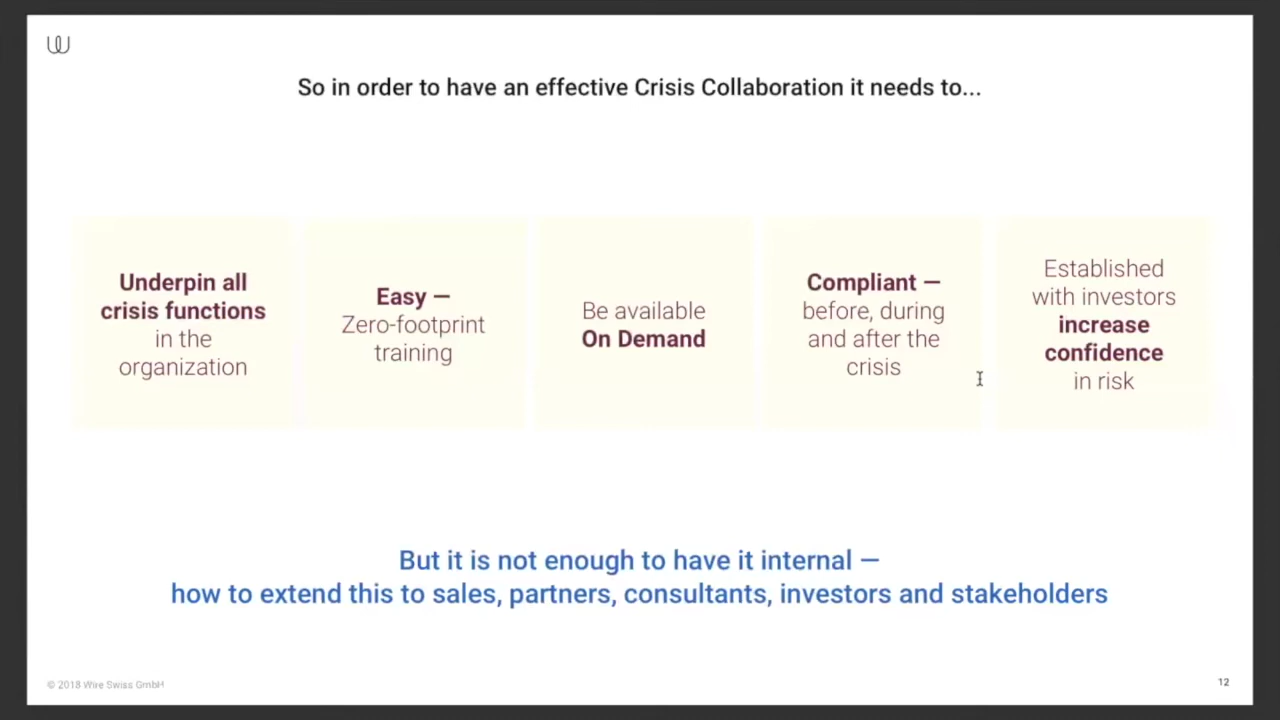 So in order to have an effective Crisis Collaboration it needs to...
Underpin all
crisis functions
in the
organization
Easy —
Zero-footprint
training
Be available
On Demand
Compliant —
before, during
and after the
crisis
Established
with investors
increase
confidence
in risk
But it is not enough to have it internal —
how to extend this to sales, partners, consultants, investors and stakeholders
© 2018 Wire Swiss GmbH
12